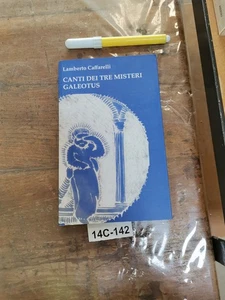 Lamberto Caffarelli
CANTI DEI TRE MISTERI
GALEOTUS
14C-142